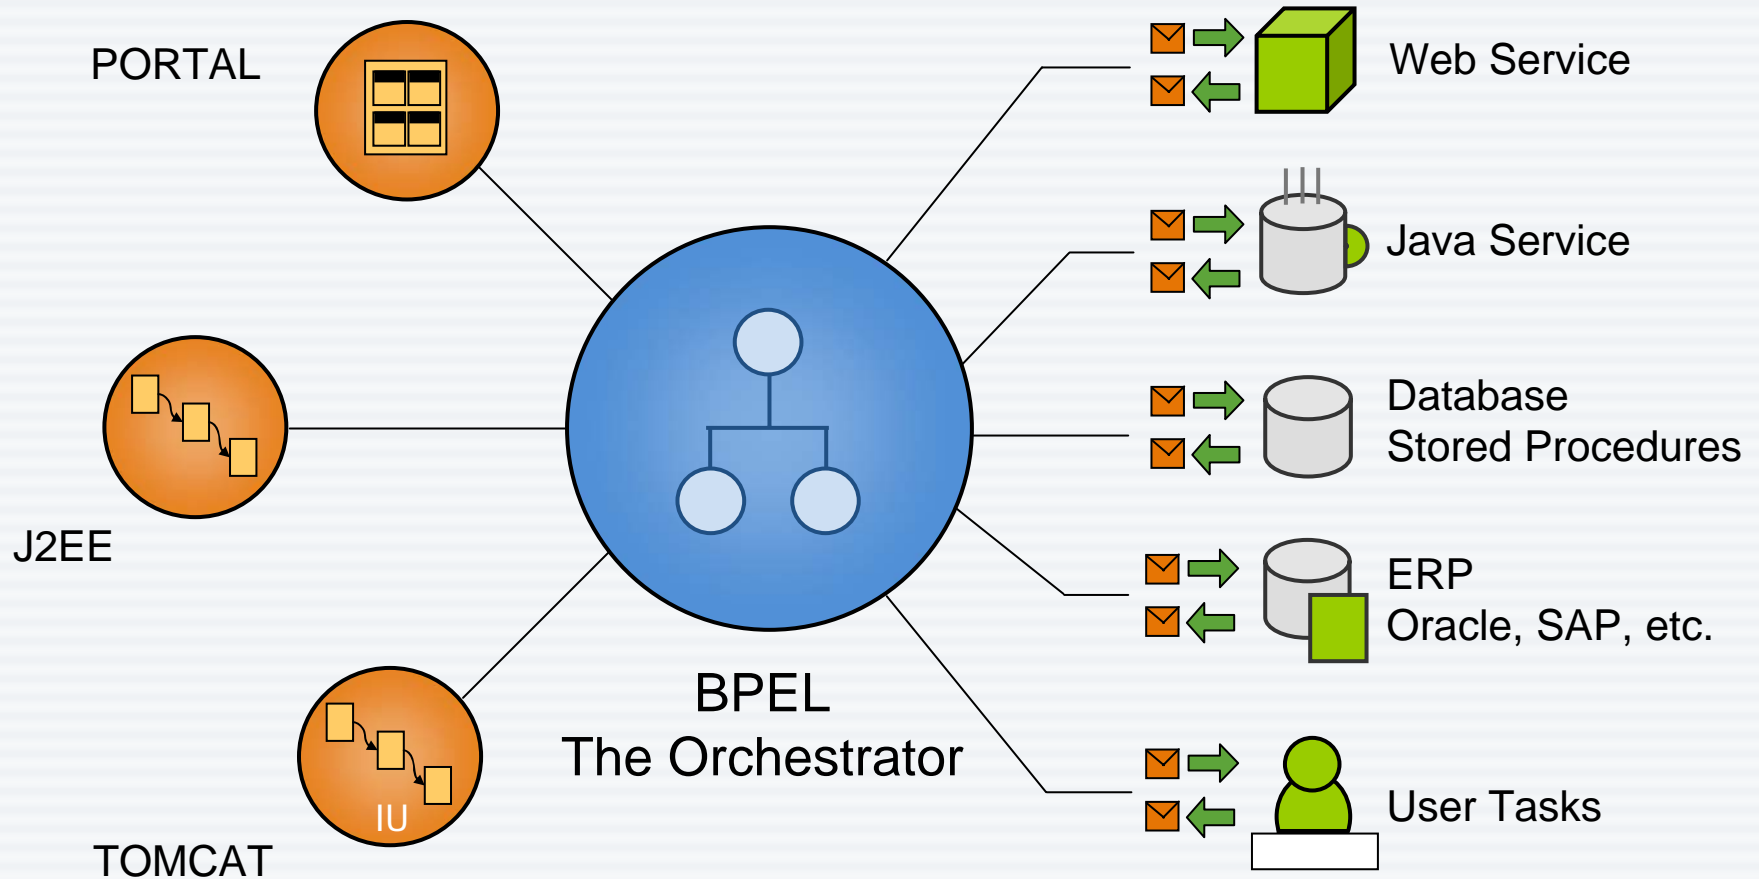 PORTAL
J2EE
IU
TOMCAT
BPEL
The Orchestrator
Web Service
Java Service
Database
Stored Procedures
ERP
Oracle, SAP, etc.
User Tasks